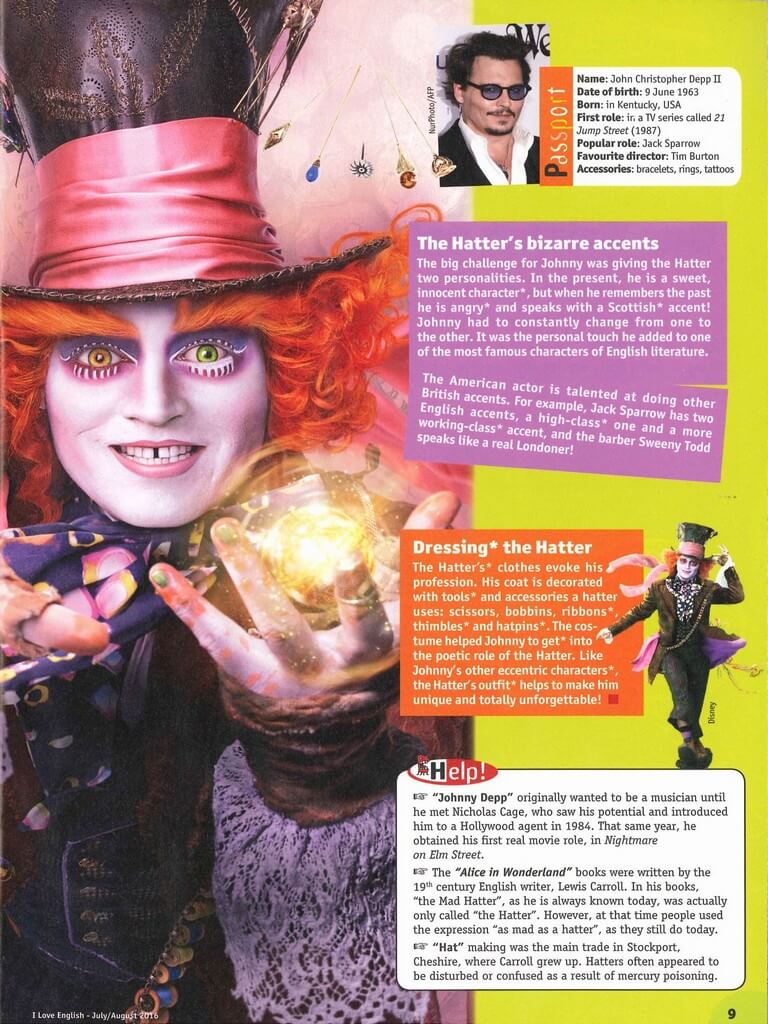 We
NurPhoto/AFP
Passport
Name: John Christopher Depp II
Date of birth: 9 June 1963
Born: in Kentucky, USA
First role: in a TV series called 21
Jump Street (1987)
Popular role: Jack Sparrow
Favourite director: Tim Burton
Accessories: bracelets, rings, tattoos
The Hatter's bizarre accents
The big challenge for Johnny was giving the Hatter
two personalities. In the present, he is a sweet,
innocent character*, but when he remembers the past
he is angry* and speaks with a Scottish* accent!
Johnny had to constantly change from one to
the other. It was the personal touch he added to one
of the most famous characters of English literature.
The American actor is talented at doing other
British accents. For example, Jack Sparrow has two
English accents, a high-class* one and a more
working-class* accent, and the barber Sweeny Todd
speaks like a real Londoner!
Dressing* the Hatter
The Hatter's* clothes evoke his
profession. His coat is decorated
with tools* and accessories a hatter
uses: scissors, bobbins, ribbons*,
thimbles* and hatpins*. The cos-
tume helped Johnny to get* into
the poetic role of the Hatter. Like
Johnny's other eccentric characters*,
the Hatter's outfit* helps to make him
unique and totally unforgettable!
Disney
Help!
☞ "Johnny Depp" originally wanted to be a musician until
he met Nicholas Cage, who saw his potential and introduced
him to a Hollywood agent in 1984. That same year, he
obtained his first real movie role, in Nightmare
on Elm Street.
☞ The "Alice in Wonderland" books were written by the
19th century English writer, Lewis Carroll. In his books,
"the Mad Hatter", as he is always known today, was actually
only called "the Hatter". However, at that time people used
the expression "as mad as a hatter", as they still do today.
☞ "Hat" making was the main trade in Stockport,
Cheshire, where Carroll grew up. Hatters often appeared to
be disturbed or confused as a result of mercury poisoning.
I Love English - July/August 2016
9